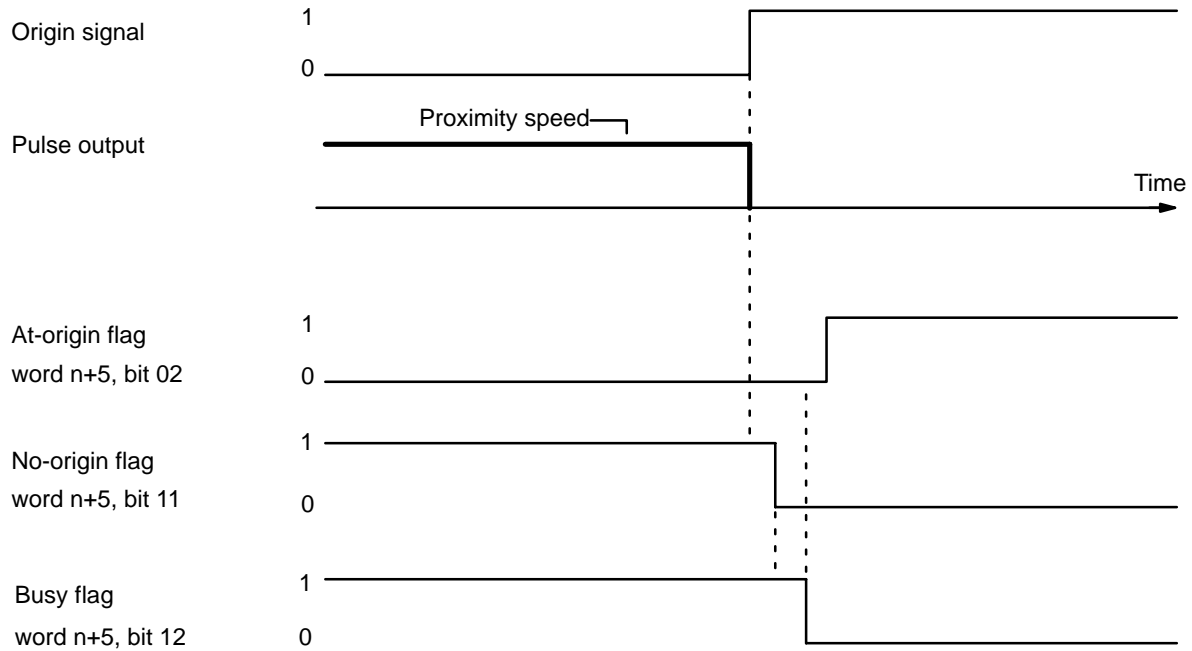 1
Origin signal
0
Proximity speed
Pulse output
Time
1
At-origin flag
word n+5, bit 02
0
1
No-origin flag
word n+5, bit 11
0
1
Busy flag
word n+5, bit 12
0